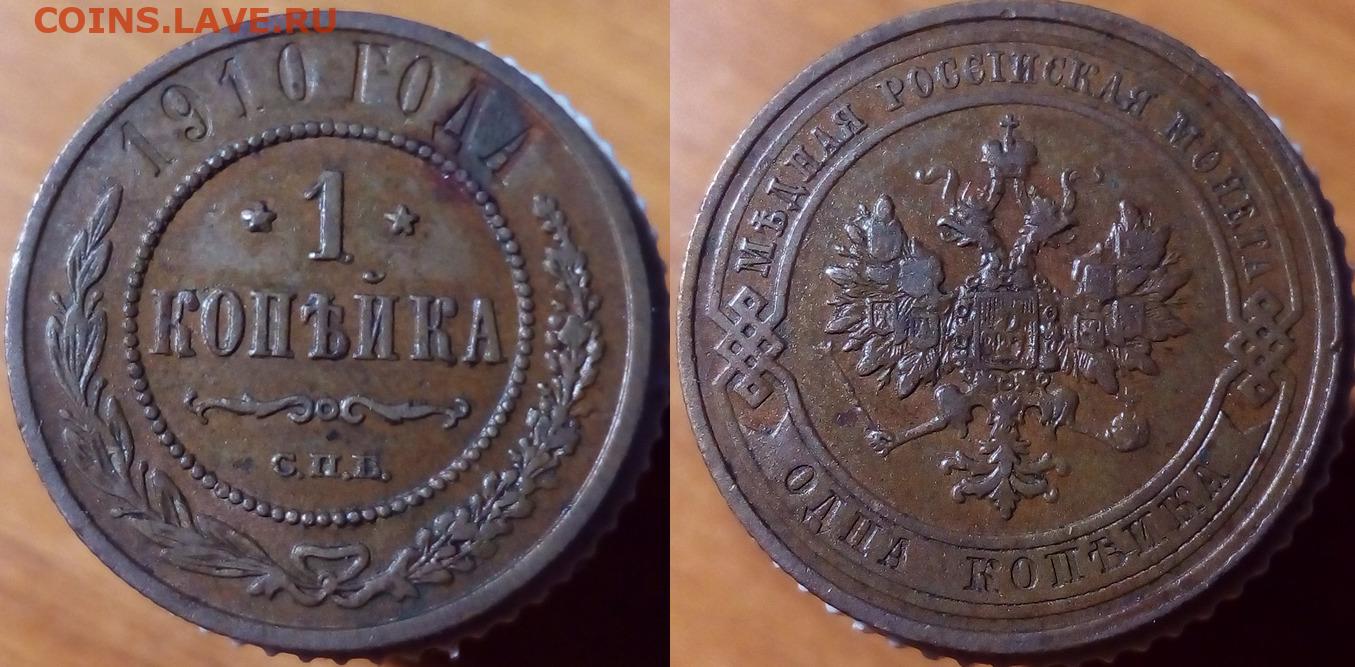 COINS.LAVE.RU
1910 ГОДА
1
КОПѢЙКА
С.П.Б.
МѢДНАЯ РОССІЙСКАЯ МОНЕТА
ОДНА КОПѢЙКА